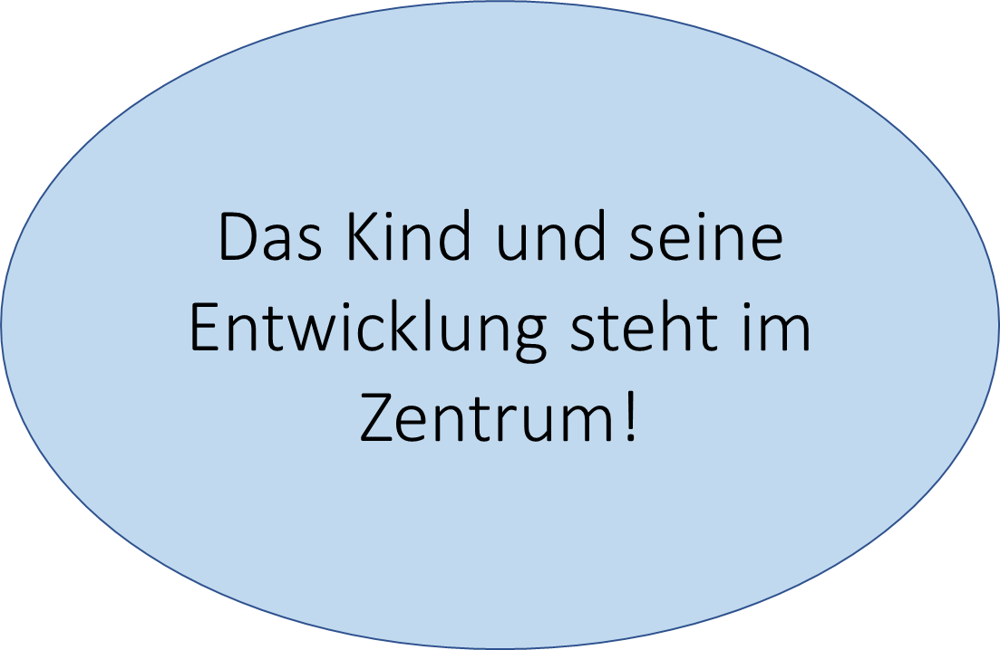 Das Kind und seine
Entwicklung steht im
Zentrum!